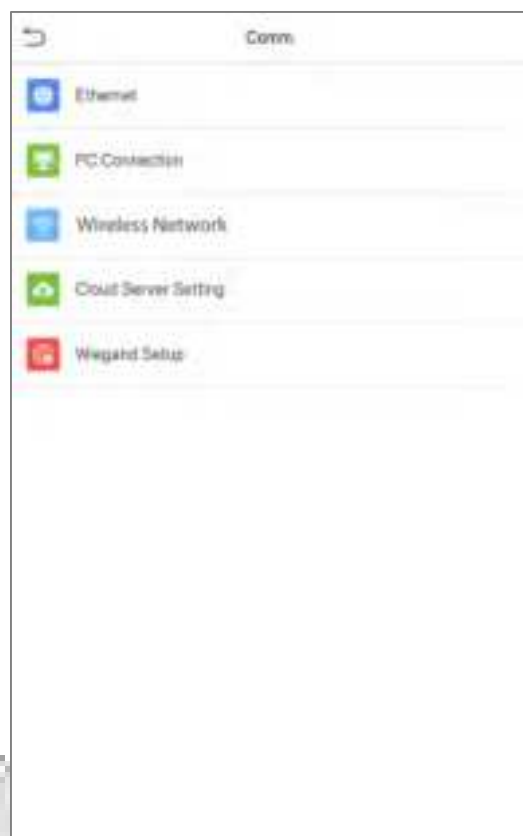 Comm.
Ethernet
PC Connection
Wireless Network
Cloud Server Setting
Wiegand Setup